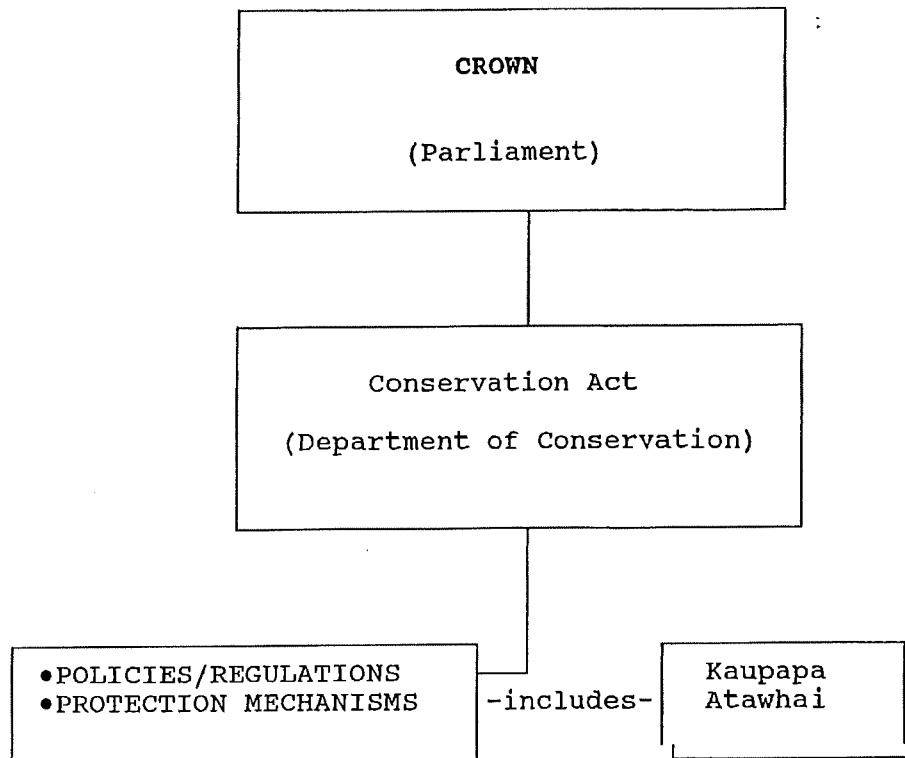 CROWN
(Parliament)
Conservation Act
(Department of Conservation)
•POLICIES/REGULATIONS
•PROTECTION MECHANISMS
-includes-
Kaupapa
Atawhai